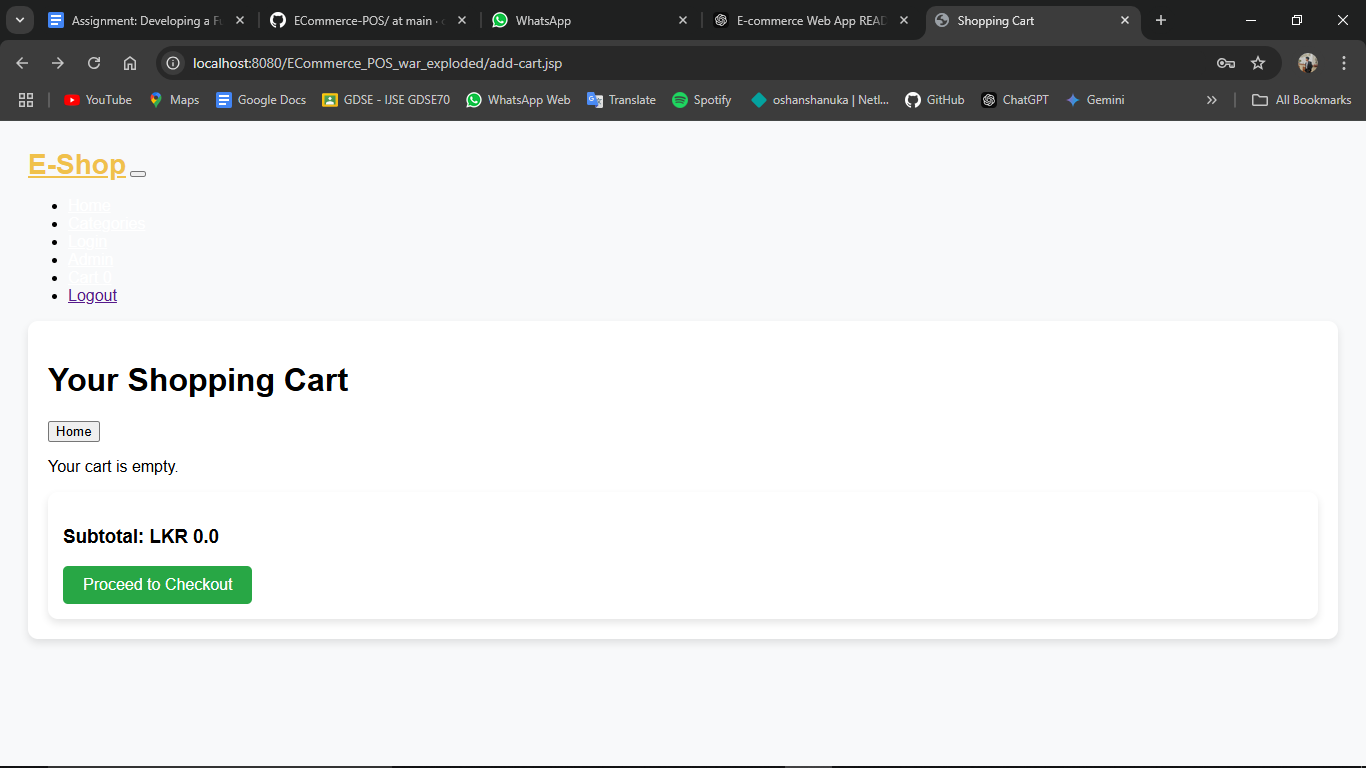 Assignment: Developing a Fu
ECommerce-POS/ at main ·
WhatsApp
E-commerce Web App READ
Shopping Cart
localhost:8080/ECommerce_POS_war_exploded/add-cart.jsp
YouTube
Maps
Google Docs
GDSE - IJSE GDSE70
WhatsApp Web
Translate
Spotify
oshanshanuka | Netl...
GitHub
ChatGPT
Gemini
All Bookmarks
E-Shop
Home
Categories
Login
Admin
Cart 0
Logout
Your Shopping Cart
Home
Your cart is empty.
Subtotal: LKR 0.0
Proceed to Checkout